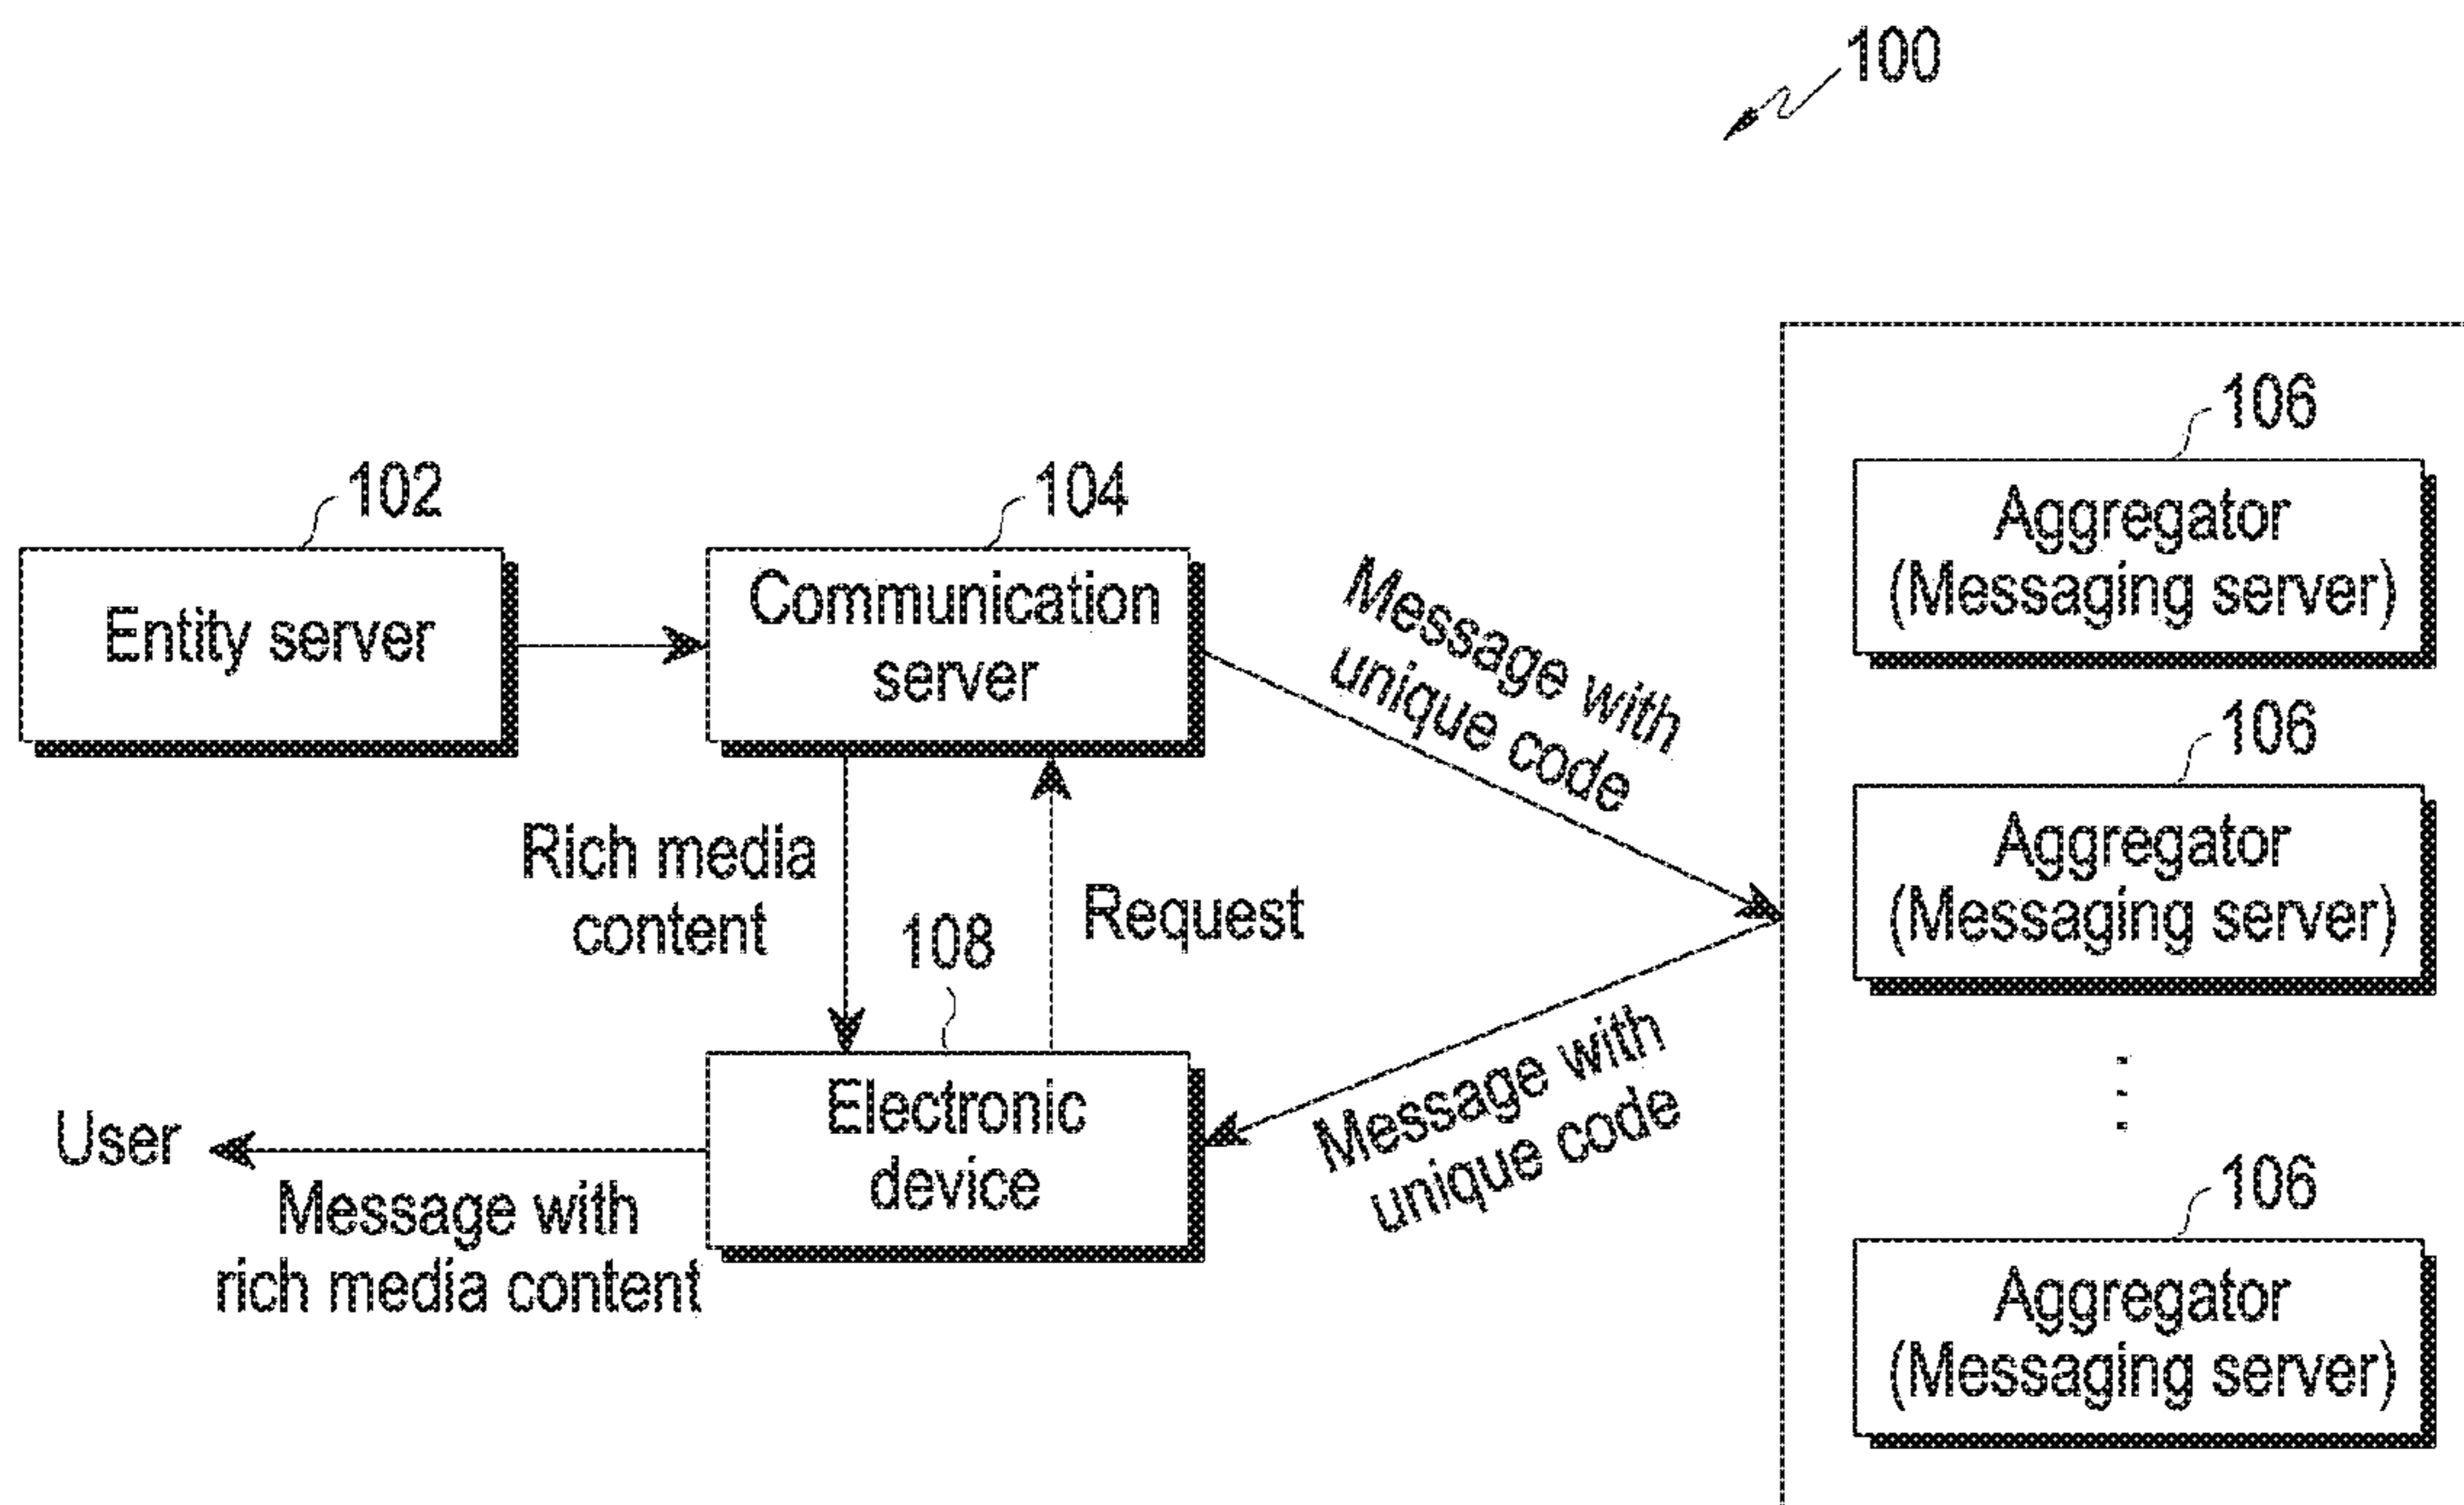 100
102
Entity server
104
Communication
server
Message with
unique code
106
Aggregator
(Messaging server)
106
Aggregator
(Messaging server)
106
Aggregator
(Messaging server)
Rich media
content
Request
108
Electronic
device
Message with
unique code
User
Message with
rich media content